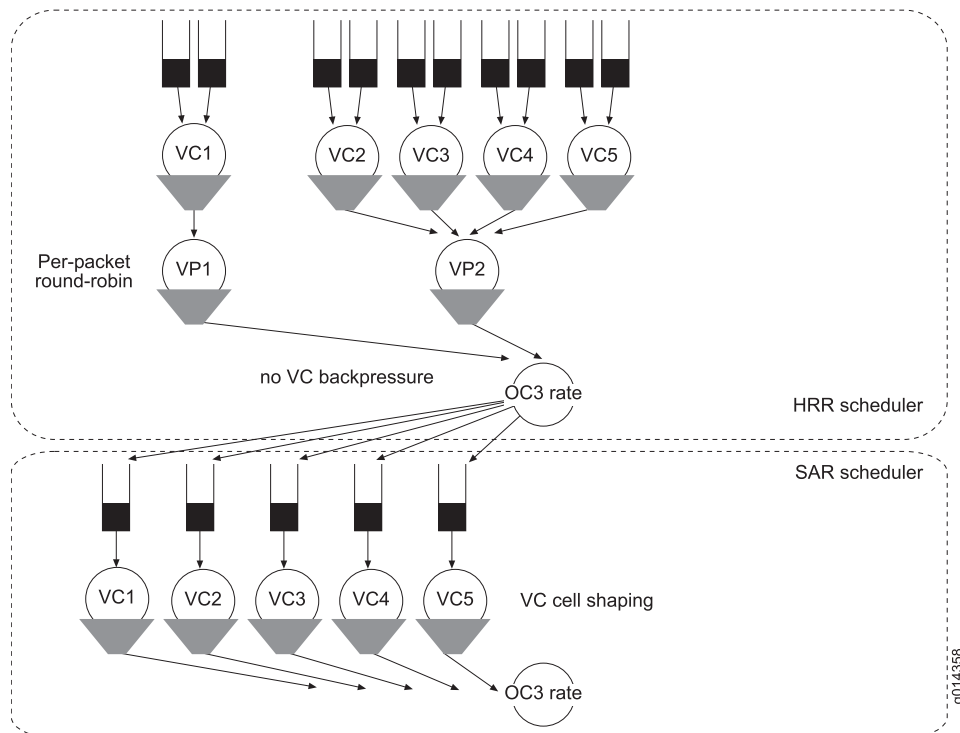 VC1
VC2
VC3
VC4
VC5
Per-packet
round-robin
VP1
VP2
no VC backpressure
OC3 rate
HRR scheduler
SAR scheduler
VC1
VC2
VC3
VC4
VC5
VC cell shaping
OC3 rate
g014358